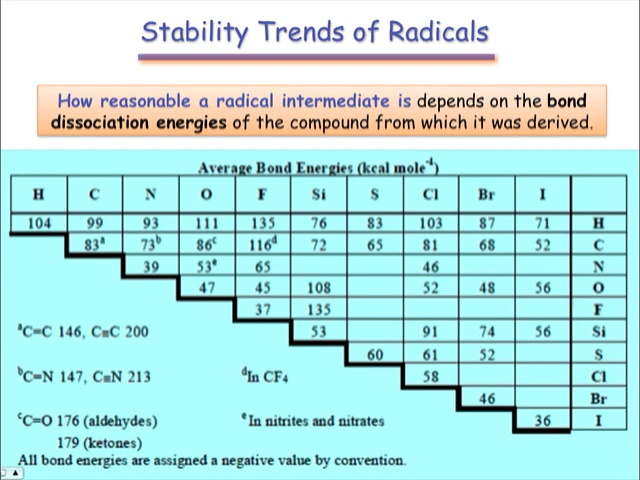 Stability Trends of Radicals
How reasonable a radical intermediate is depends on the bond
dissociation energies of the compound from which it was derived.
Average Bond Energies (kcal mole⁻¹)
H C N O F Si S Cl Br I
104 99 93 111 135 76 83 103 87 71 H
83ᵃ 73ᵇ 86ᶜ 116ᵈ 72 65 81 68 52 C
39 53ᵉ 65 46 N
47 45 108 52 48 56 O
37 135 F
ᵃC=C 146, C≡C 200 53 91 74 56 Si
60 61 52 S
ᵇC=N 147, C≡N 213 ᵈIn CF₄ 58 Cl
46 Br
ᶜC=O 176 (aldehydes) ᵉIn nitrites and nitrates 36 I
179 (ketones)
All bond energies are assigned a negative value by convention.